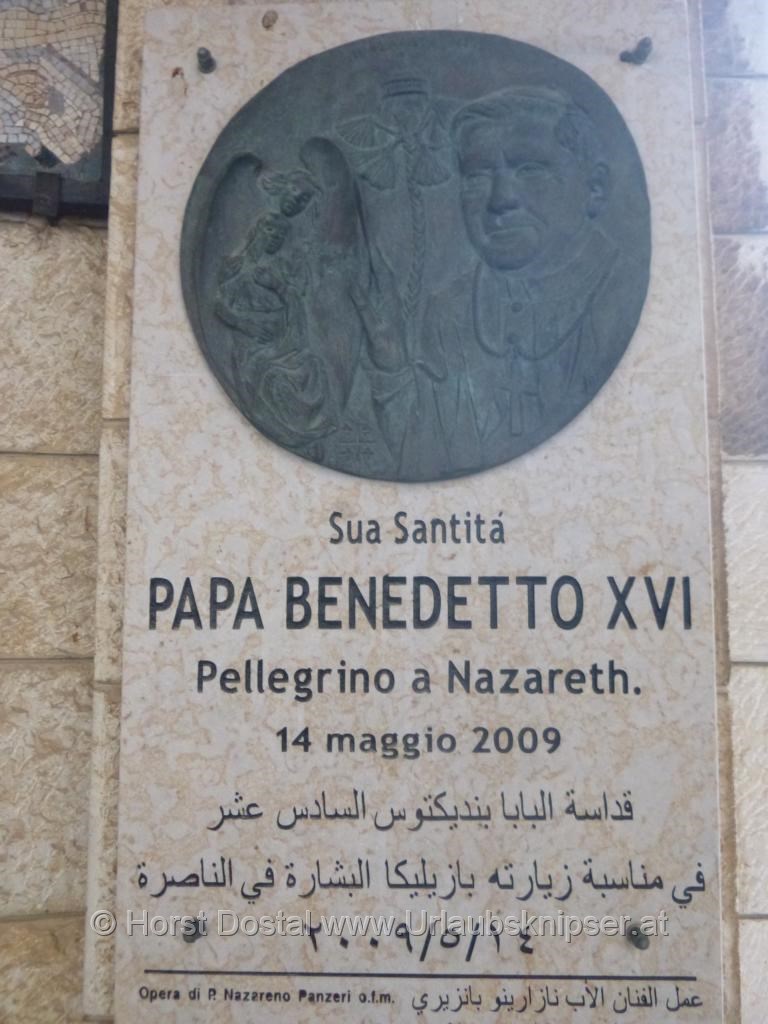 Sua Santitá
PAPA BENEDETTO XVI
Pellegrino a Nazareth.
14 maggio 2009
قداسة البابا بنديكتوس السادس عشر
في مناسبة زيارته بازيليكا البشارة في الناصرة
٢٠٠٩/٥/١٤
© Horst Dostal www.Urlaubsknipser.at
Opera di P. Nazareno Panzeri o.f.m.
عمل الفنان الأب نازارينو بانزيري